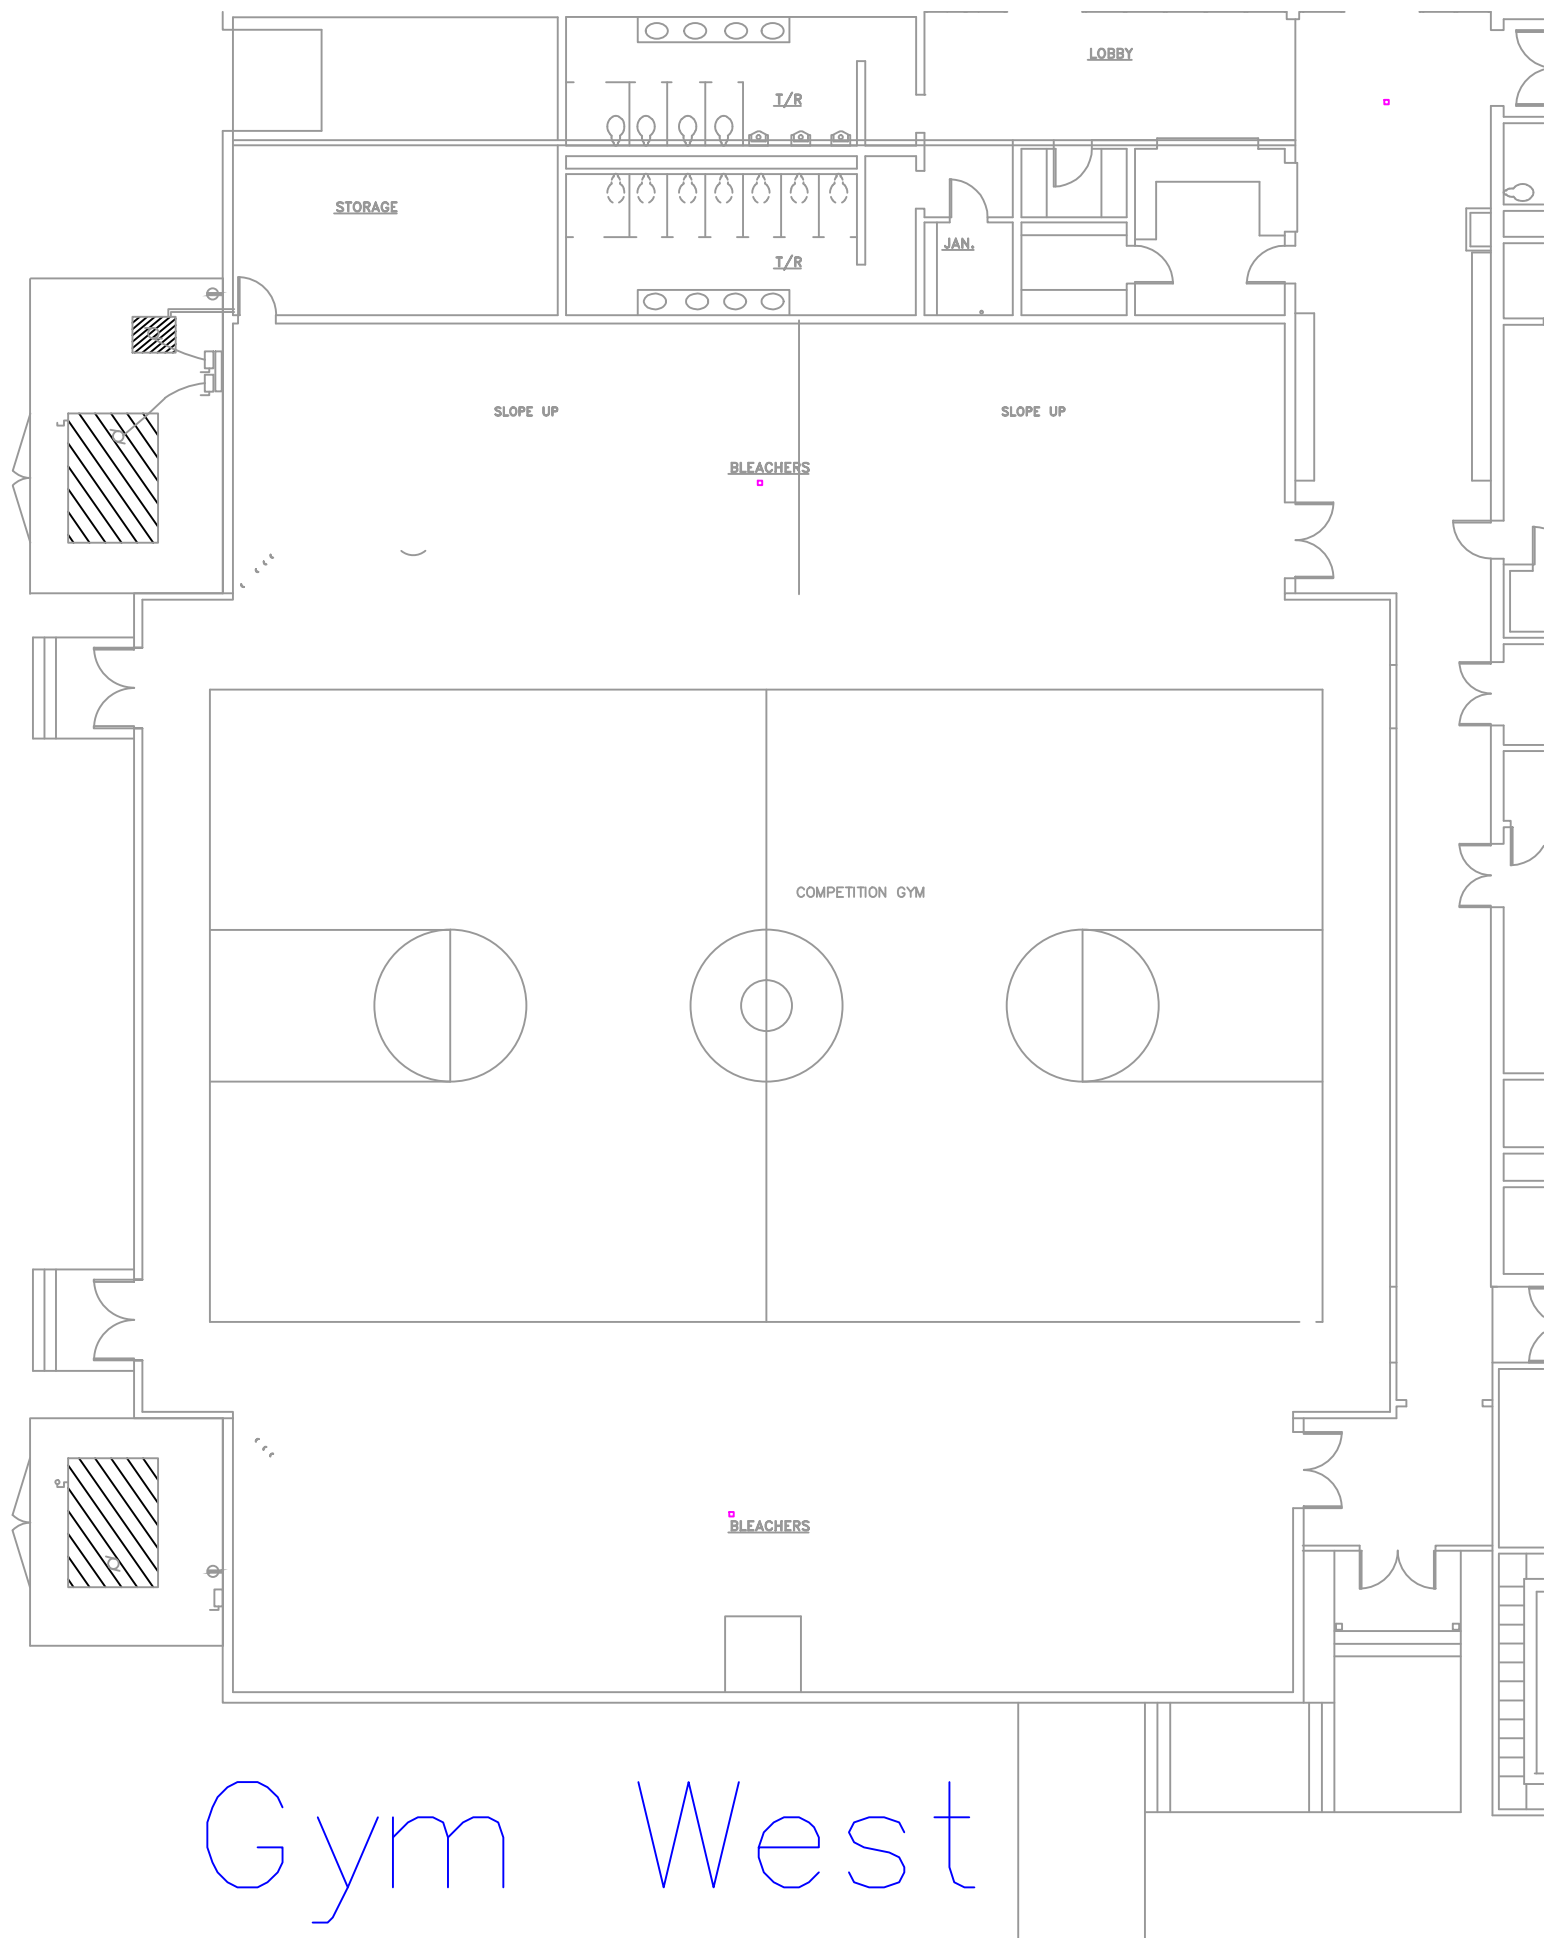 LOBBY
T/R
STORAGE
JAN.
T/R
SLOPE UP
SLOPE UP
BLEACHERS
COMPETITION GYM
BLEACHERS
Gym West